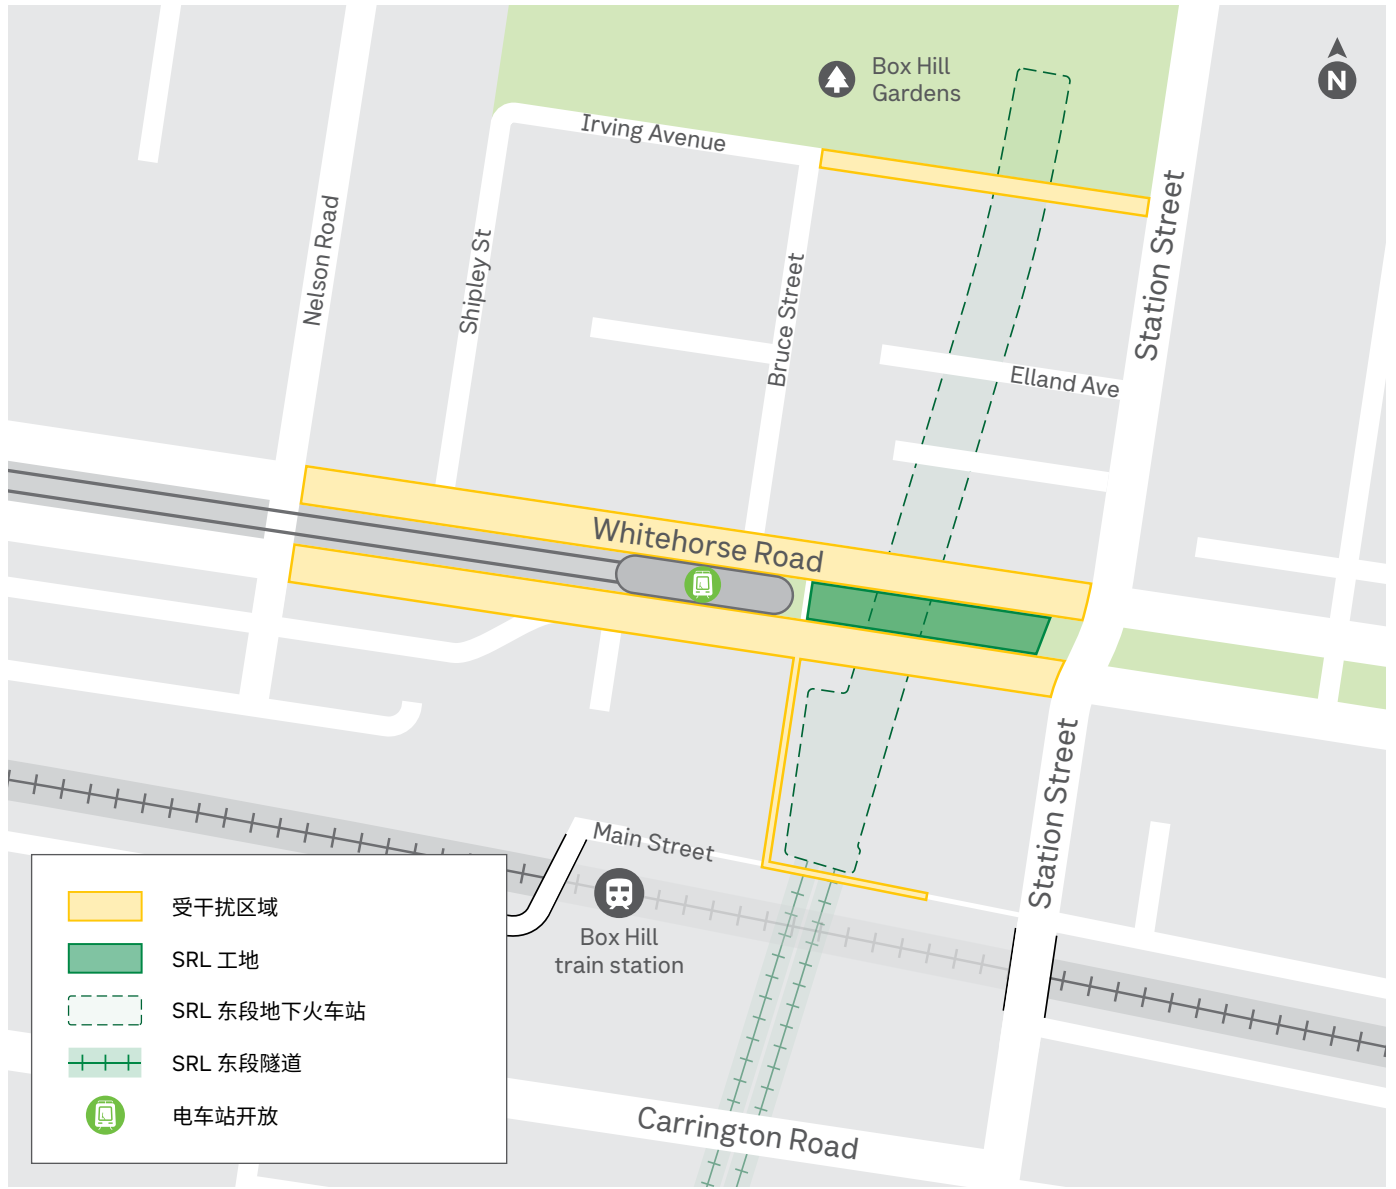 Box Hill
Gardens
N
Irving Avenue
Station Street
Nelson Road
Shipley St
Bruce Street
Elland Ave
Whitehorse Road
Station Street
Main Street
Box Hill
train station
受干扰区域
SRL 工地
SRL 东段地下火车站
SRL 东段隧道
电车站开放
Carrington Road